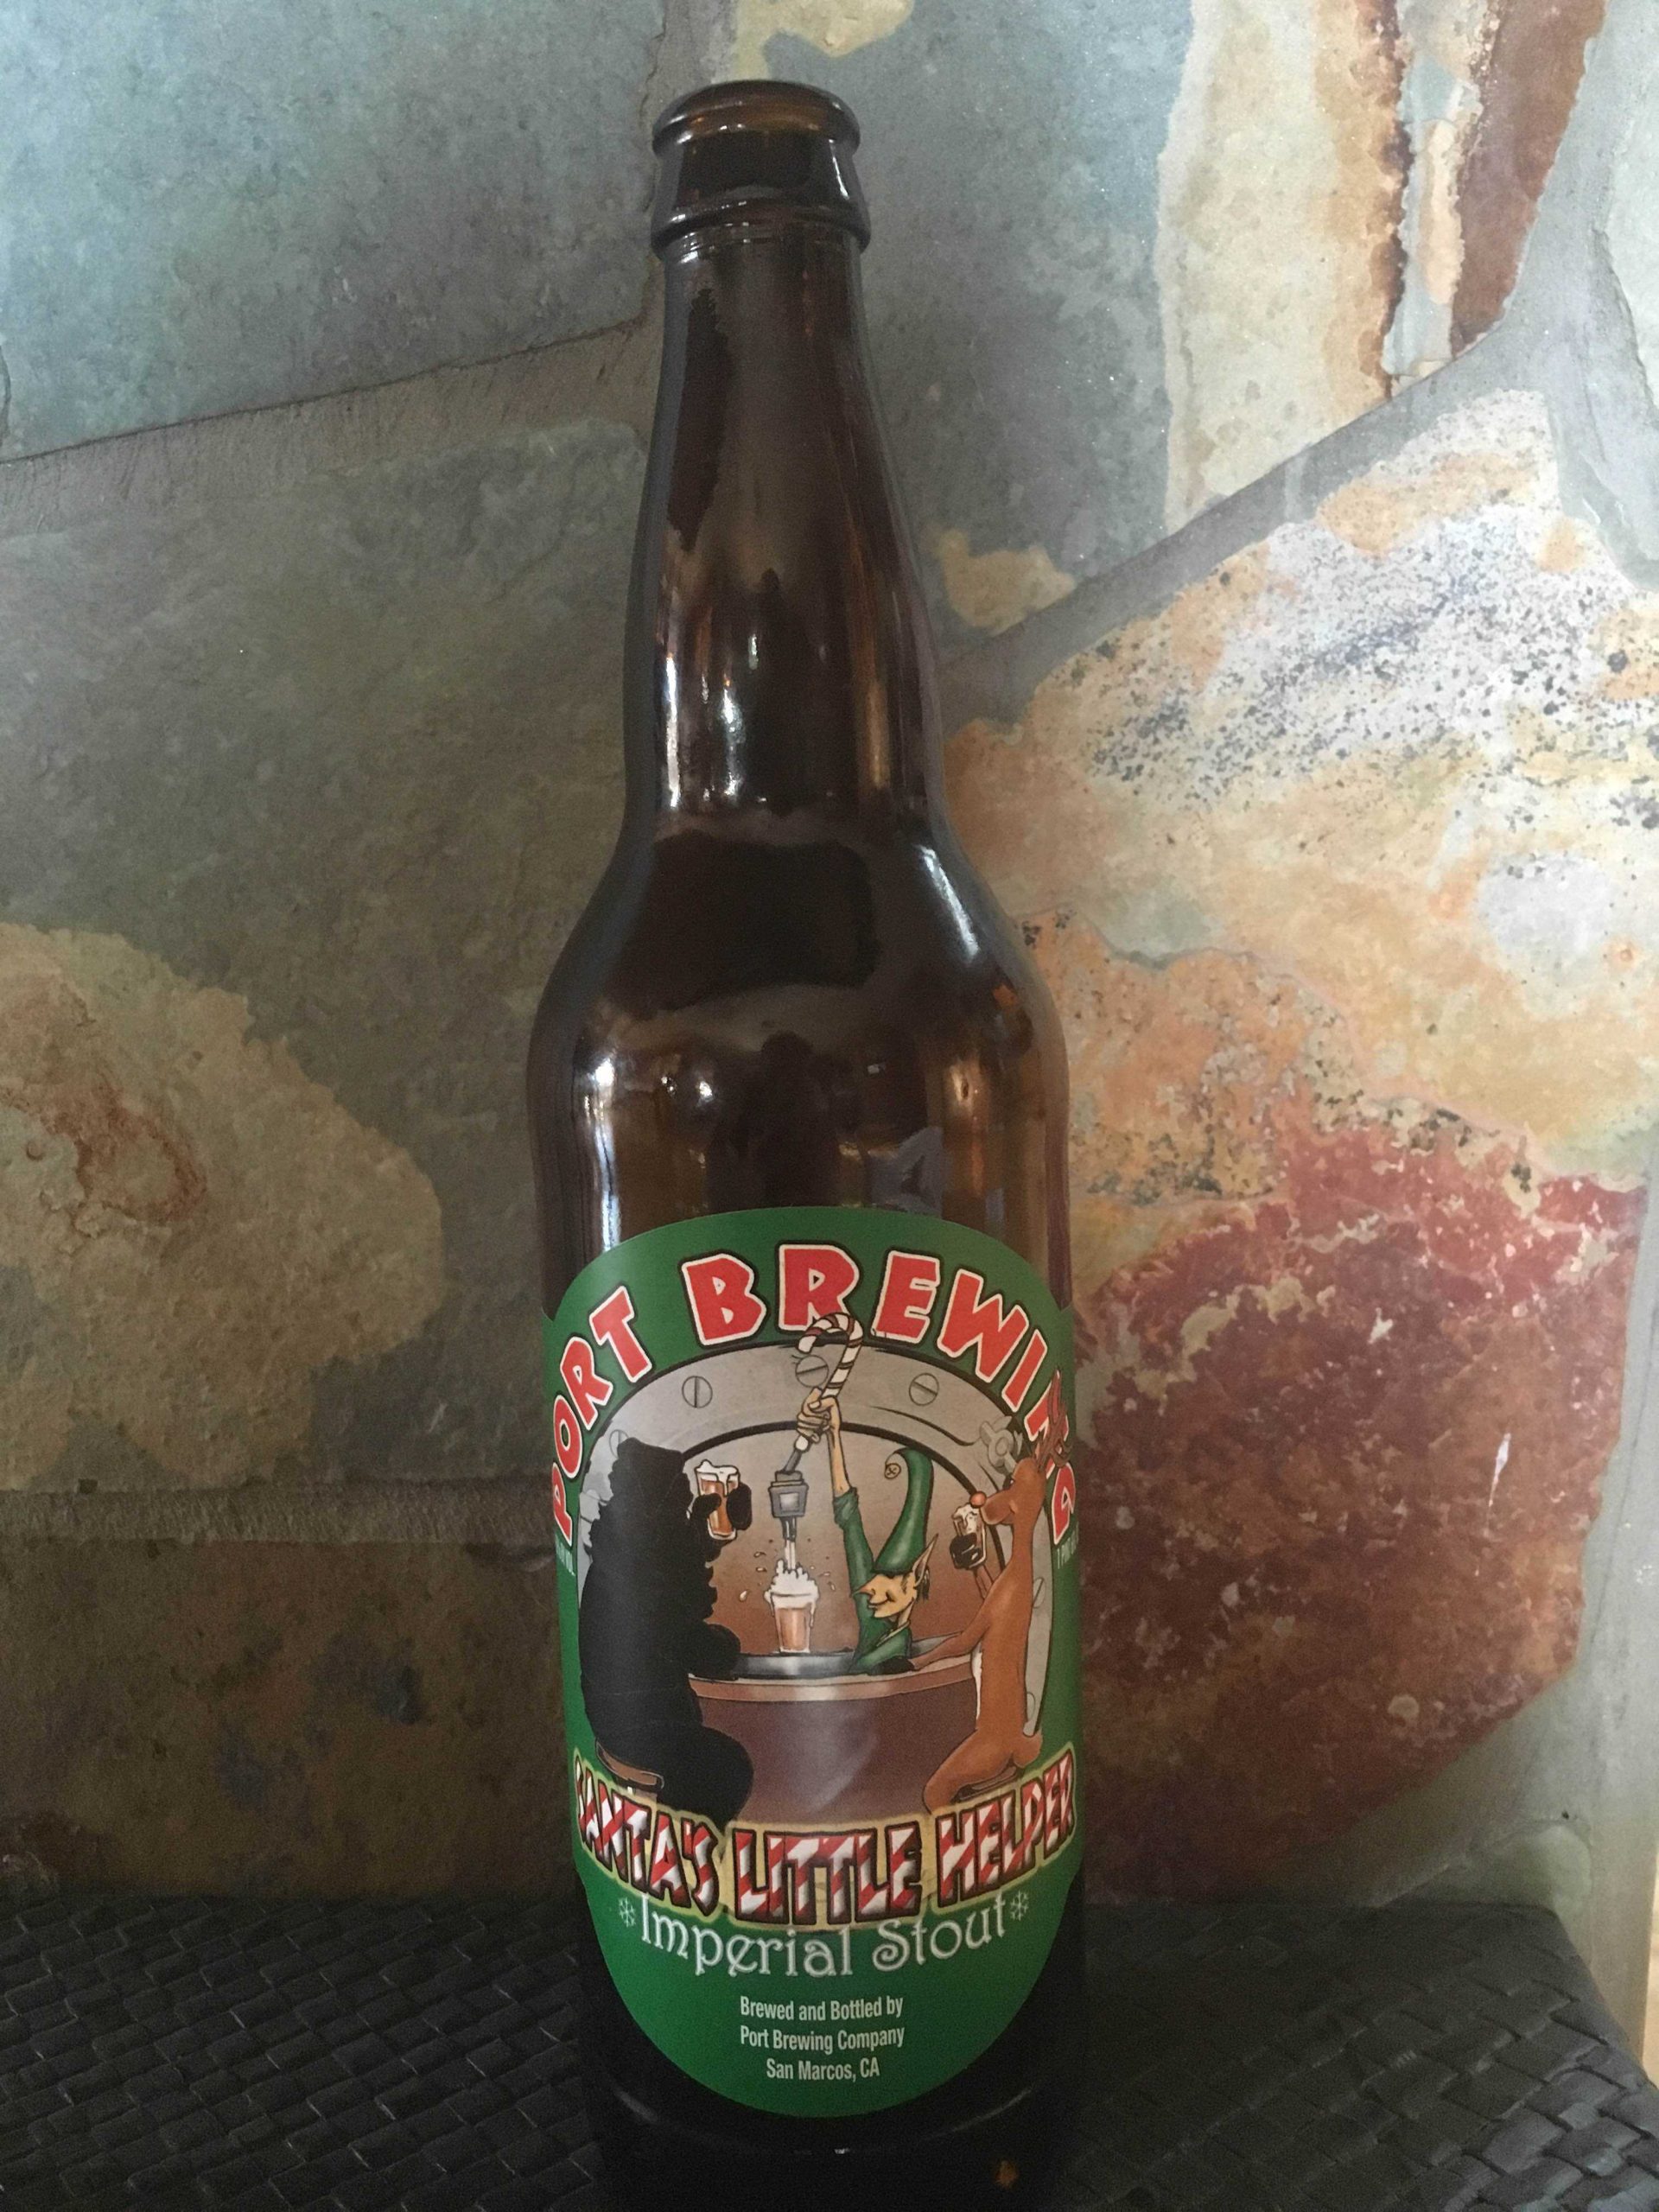 PORT BREWING
SANTA'S LITTLE HELPER
Imperial Stout
Brewed and Bottled by
Port Brewing Company
San Marcos, CA